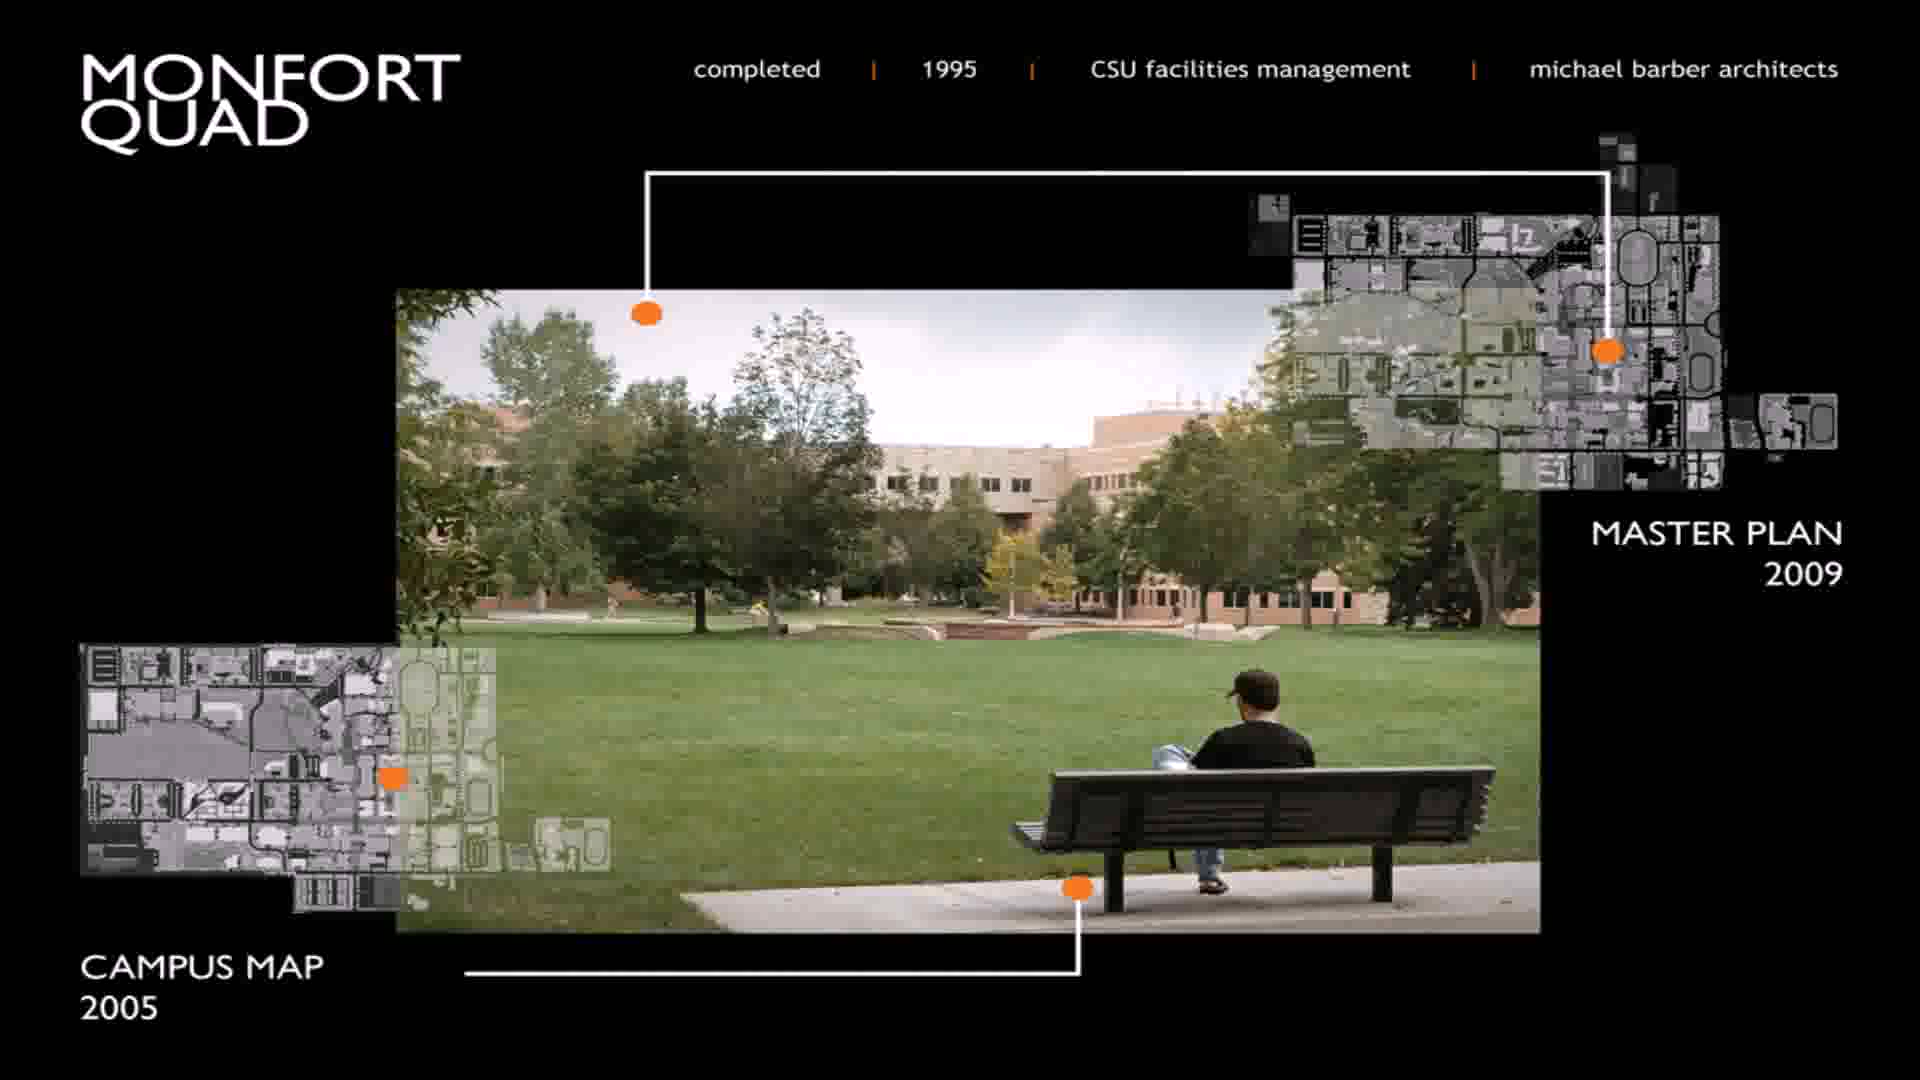 MONFORT
QUAD
completed | 1995 | CSU facilities management | michael barber architects
MASTER PLAN
2009
CAMPUS MAP
2005